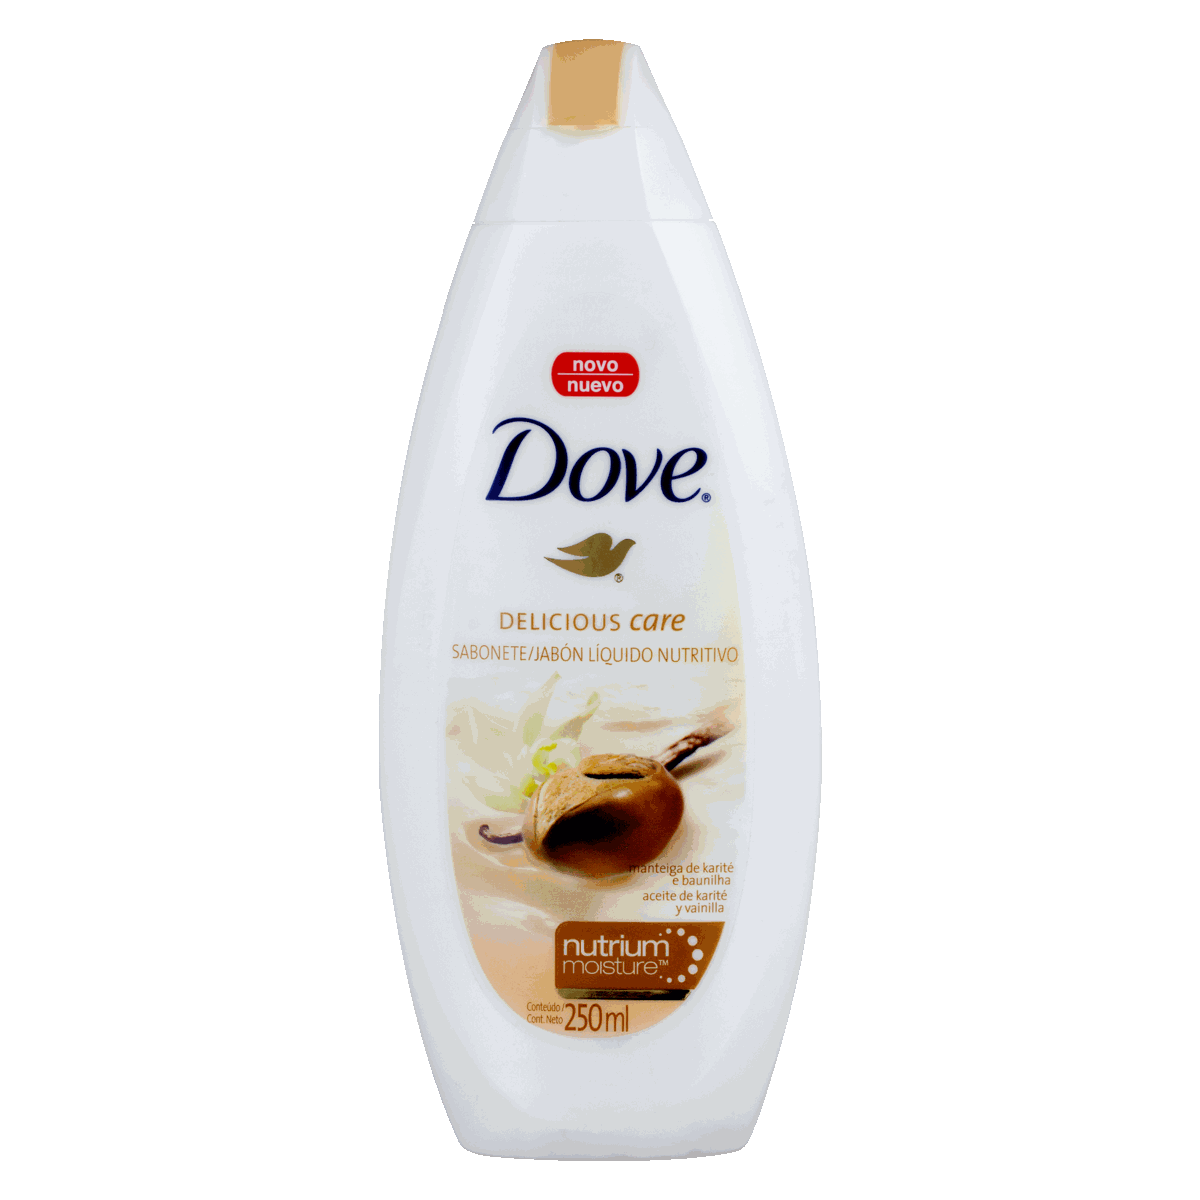 novo
nuevo
Dove®
DELICIOUS care
SABONETE/JABÓN LÍQUIDO NUTRITIVO
manteiga de karité
e baunilha
aceite de karité
y vainilla
nutrium
moisture™
Conteúdo/
Cont. Neto 250ml